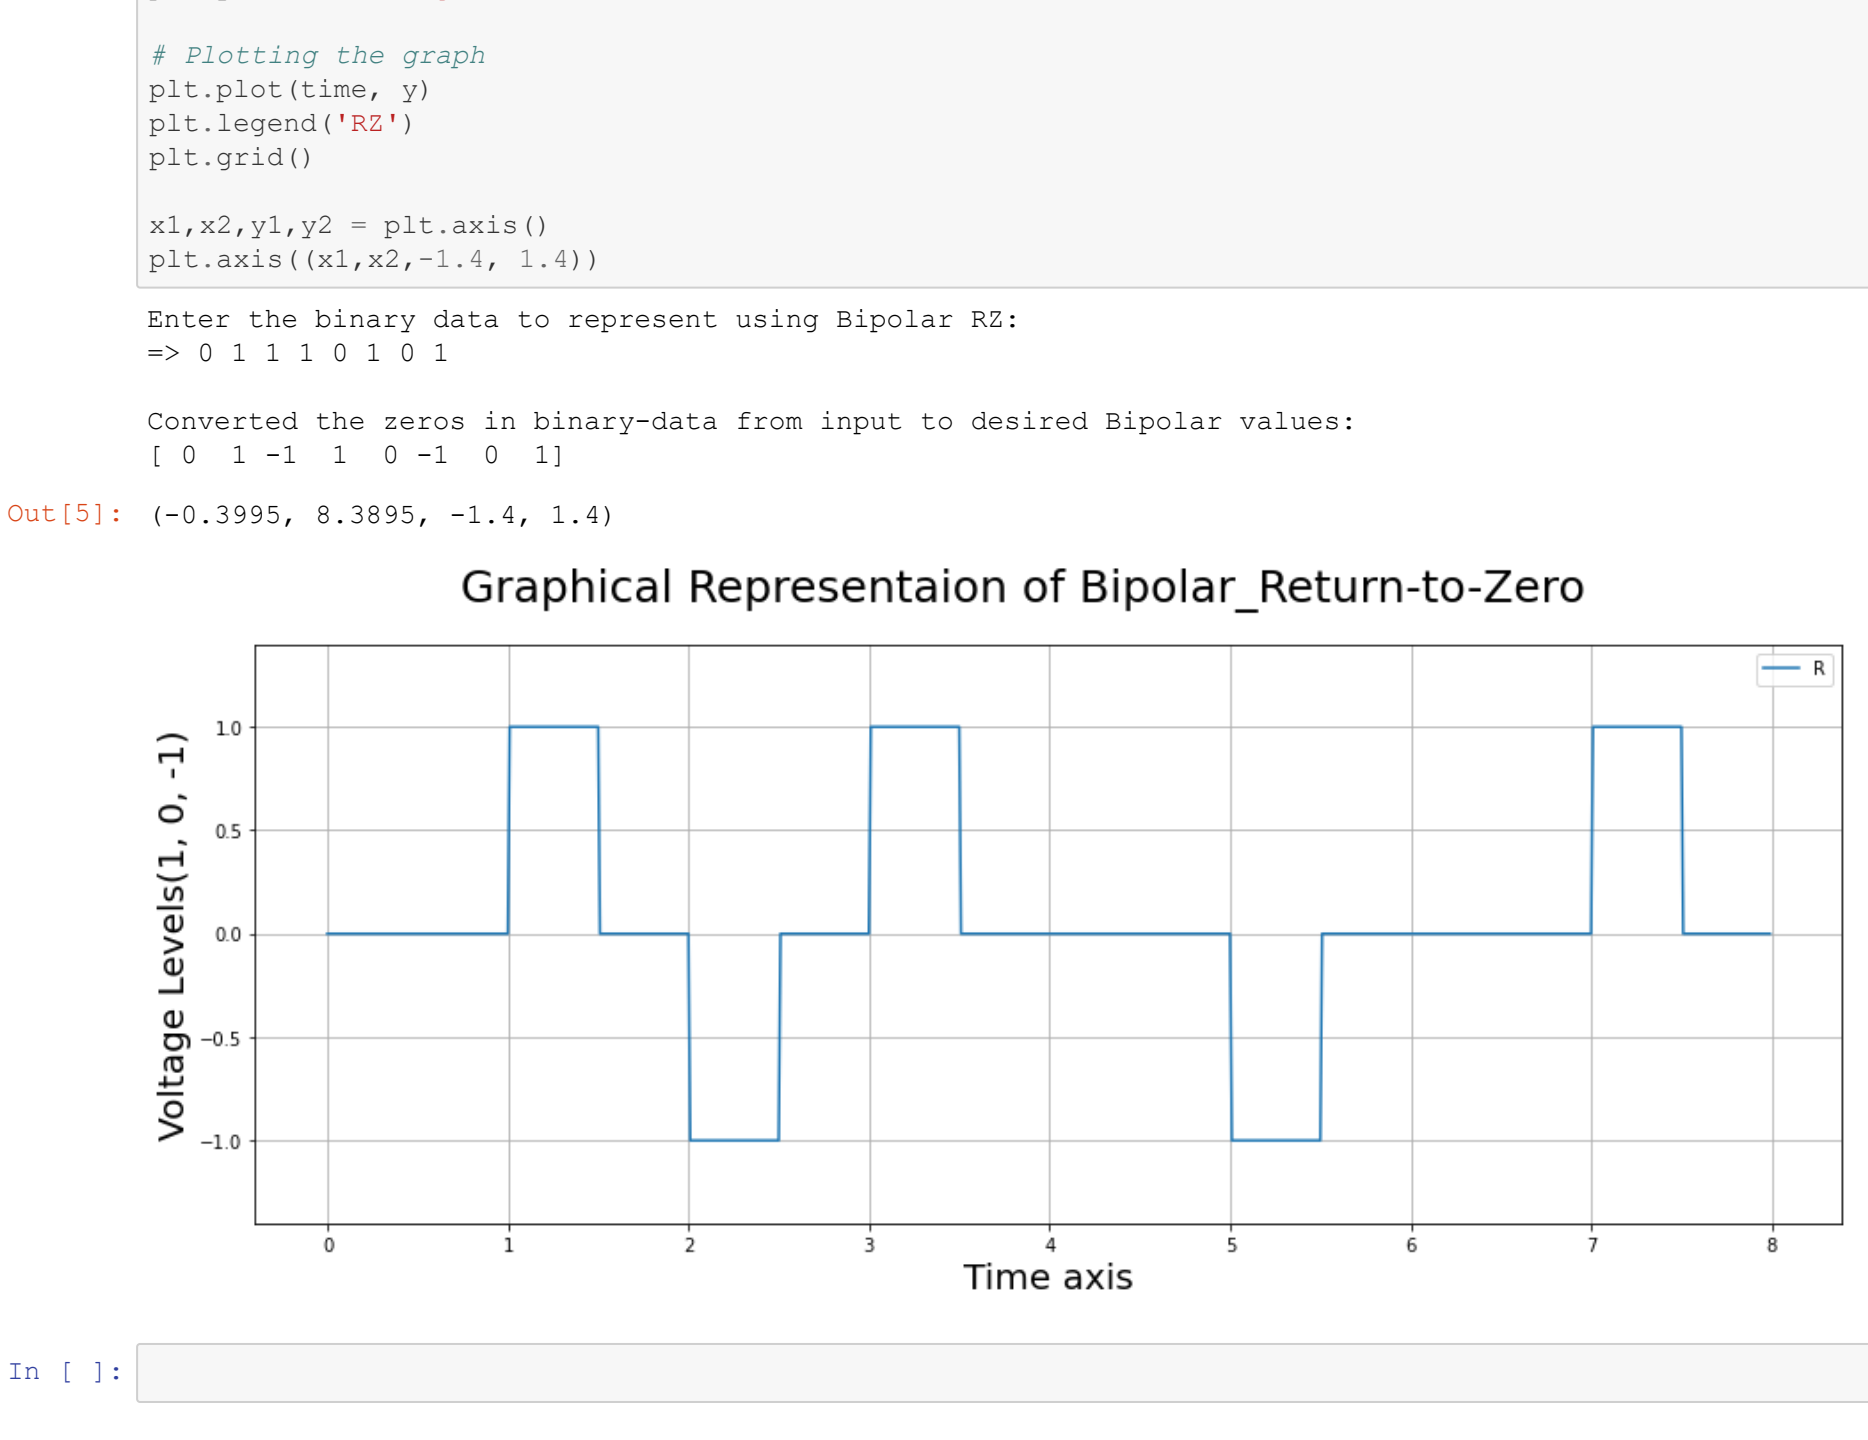 # Plotting the graph
plt.plot(time, y)
plt.legend('RZ')
plt.grid()
x1,x2,y1,y2 = plt.axis()
plt.axis((x1,x2,-1.4, 1.4))
Enter the binary data to represent using Bipolar RZ:
=> 0 1 1 1 0 1 0 1
Converted the zeros in binary-data from input to desired Bipolar values:
[ 0  1 -1  1  0 -1  0  1]
Out[5]: (-0.3995, 8.3895, -1.4, 1.4)
Graphical Representaion of Bipolar_Return-to-Zero
R
1.0
0.5
0.0
−0.5
−1.0
Voltage Levels(1, 0, -1)
0 1 2 3 4 5 6 7 8
Time axis
In [ ]: